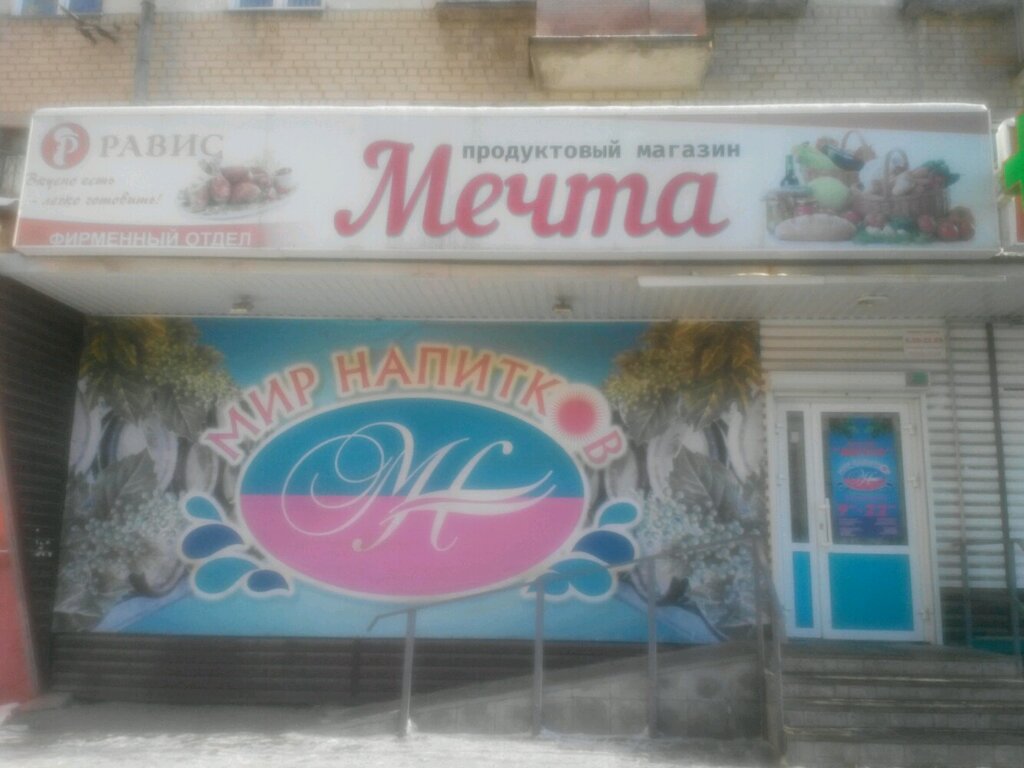 РАВИС
Вкусно есть
- легко готовить!
ФИРМЕННЫЙ ОТДЕЛ
продуктовый магазин
Мечта
МИР НАПИТКОВ
МН